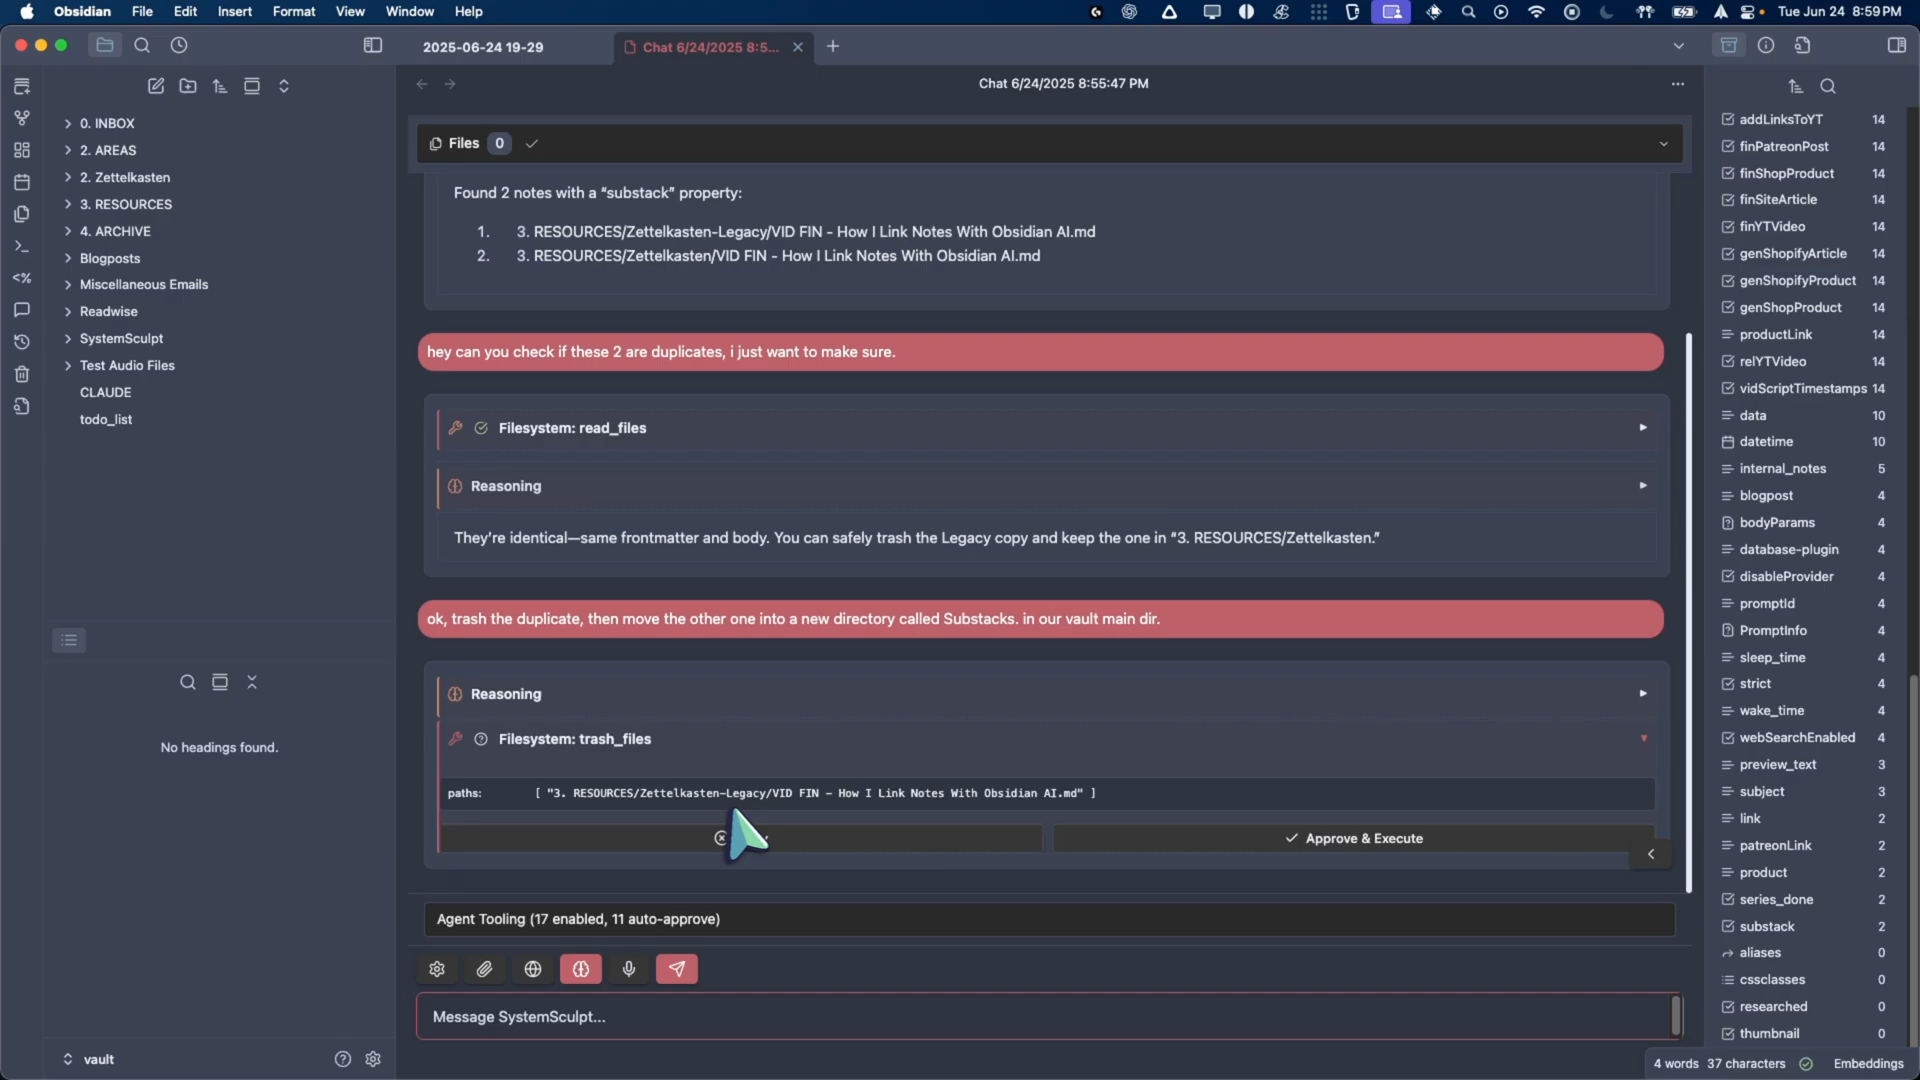 Obsidian File Edit Insert Format View Window Help
Tue Jun 24 8:59 PM
2025-06-24 19-29
Chat 6/24/2025 8:5...
Chat 6/24/2025 8:55:47 PM
0. INBOX
2. AREAS
2. Zettelkasten
3. RESOURCES
4. ARCHIVE
Blogposts
Miscellaneous Emails
Readwise
SystemSculpt
Test Audio Files
CLAUDE
todo_list
No headings found.
vault
Files 0
Found 2 notes with a “substack” property:
1. 3. RESOURCES/Zettelkasten-Legacy/VID FIN - How I Link Notes With Obsidian AI.md
2. 3. RESOURCES/Zettelkasten/VID FIN - How I Link Notes With Obsidian AI.md
hey can you check if these 2 are duplicates, i just want to make sure.
Filesystem: read_files
Reasoning
They’re identical—same frontmatter and body. You can safely trash the Legacy copy and keep the one in “3. RESOURCES/Zettelkasten.”
ok, trash the duplicate, then move the other one into a new directory called Substacks. in our vault main dir.
Reasoning
Filesystem: trash_files
paths: [ "3. RESOURCES/Zettelkasten-Legacy/VID FIN - How I Link Notes With Obsidian AI.md" ]
Approve & Execute
Agent Tooling (17 enabled, 11 auto-approve)
Message SystemSculpt...
addLinksToYT 14
finPatreonPost 14
finShopProduct 14
finSiteArticle 14
finYTVideo 14
genShopifyArticle 14
genShopifyProduct 14
genShopProduct 14
productLink 14
relYTVideo 14
vidScriptTimestamps 14
data 10
datetime 10
internal_notes 5
blogpost 4
bodyParams 4
database-plugin 4
disableProvider 4
promptId 4
PromptInfo 4
sleep_time 4
strict 4
wake_time 4
webSearchEnabled 4
preview_text 3
subject 3
link 2
patreonLink 2
product 2
series_done 2
substack 2
aliases 0
cssclasses 0
researched 0
thumbnail 0
4 words 37 characters Embeddings